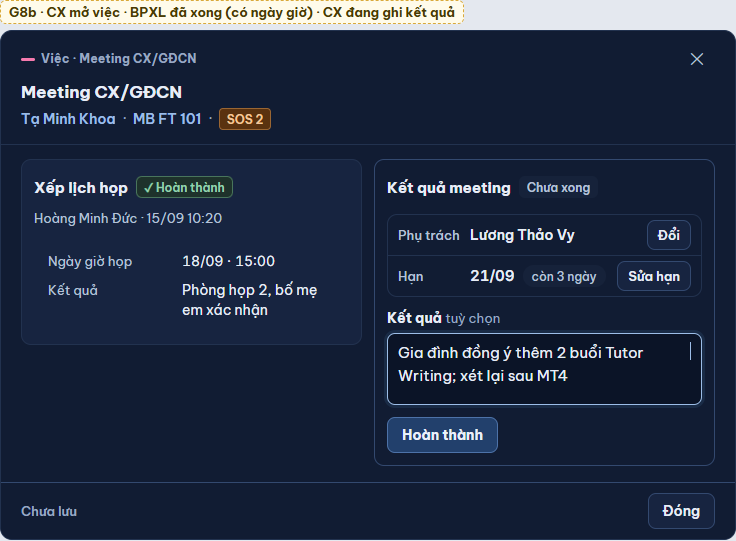 G8b · CX mở việc · BPXL đã xong (có ngày giờ) · CX đang ghi kết quả
Việc · Meeting CX/GĐCN
Meeting CX/GĐCN
Tạ Minh Khoa · MB FT 101 · SOS 2
Xếp lịch họp ✓ Hoàn thành
Hoàng Minh Đức · 15/09 10:20
Ngày giờ họp 18/09 · 15:00
Kết quả Phòng họp 2, bố mẹ
em xác nhận
Kết quả meeting Chưa xong
Phụ trách Lương Thảo Vy Đổi
Hạn 21/09 còn 3 ngày Sửa hạn
Kết quả tuỳ chọn
Gia đình đồng ý thêm 2 buổi Tutor
Writing; xét lại sau MT4
Hoàn thành
Chưa lưu
Đóng